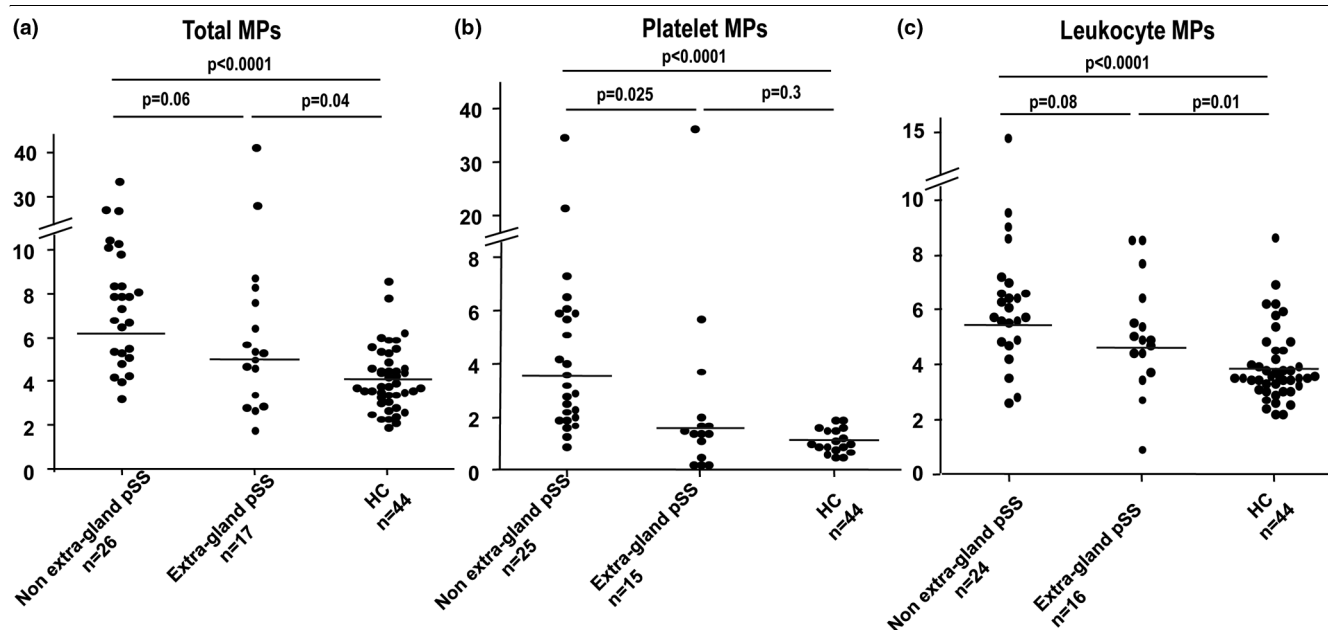 (a)
Total MPs
p<0.0001
p=0.06
p=0.04
40
30
10
8
6
4
2
0
Non extra-gland pSS
n=26
Extra-gland pSS
n=17
HC
n=44
(b)
Platelet MPs
p<0.0001
p=0.025
p=0.3
40
30
20
8
6
4
2
0
Non extra-gland pSS
n=25
Extra-gland pSS
n=15
HC
n=44
(c)
Leukocyte MPs
p<0.0001
p=0.08
p=0.01
15
10
8
6
4
2
0
Non extra-gland pSS
n=24
Extra-gland pSS
n=16
HC
n=44